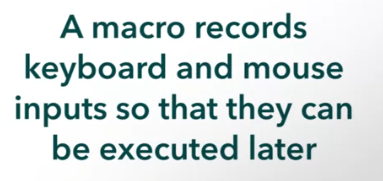 A macro records
keyboard and mouse
inputs so that they can
be executed later